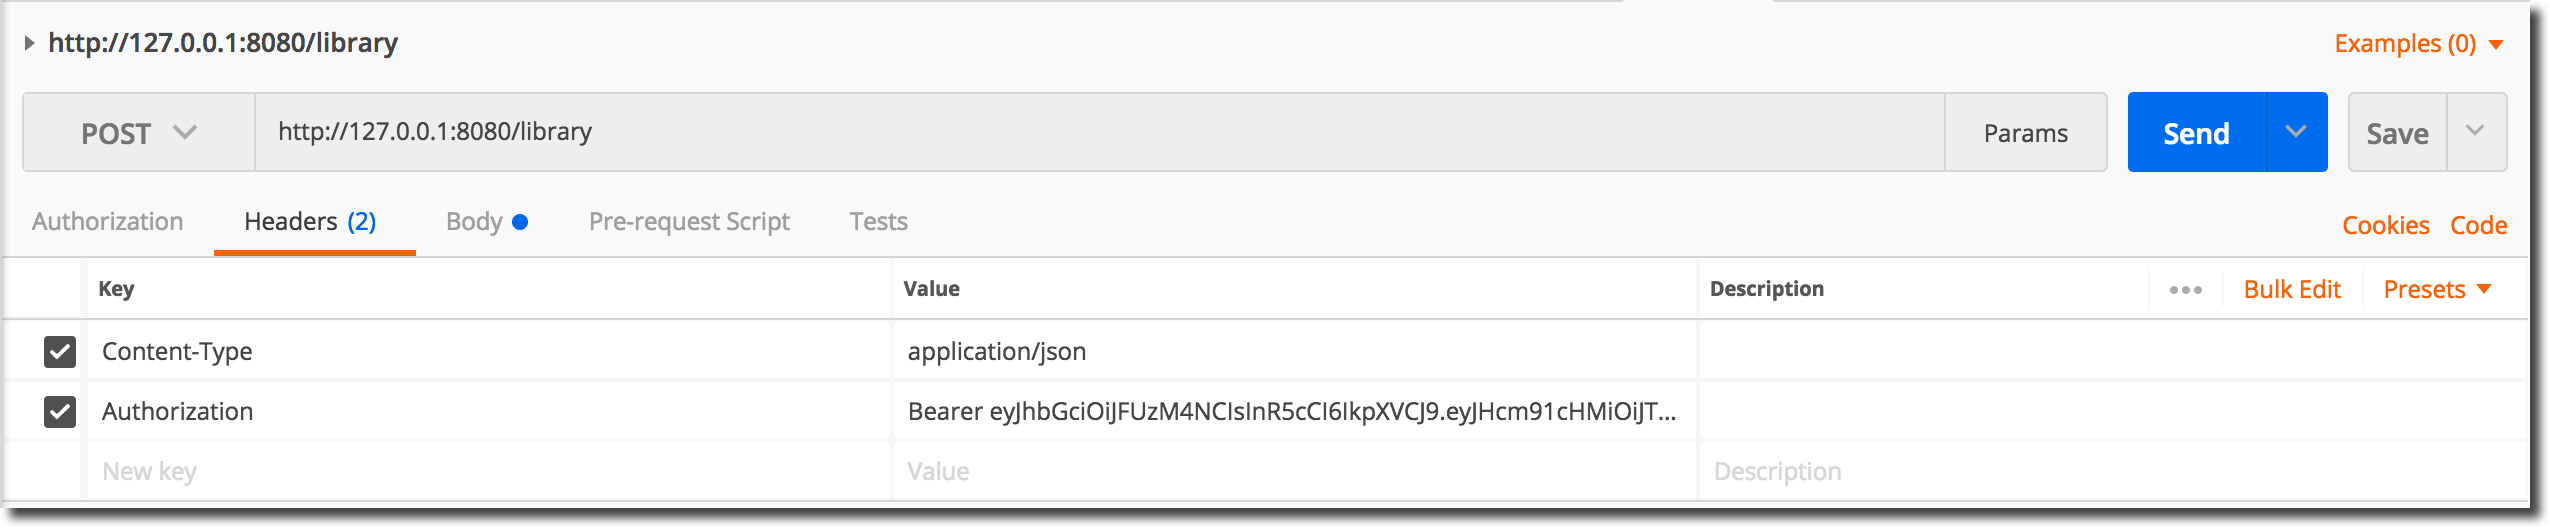 http://127.0.0.1:8080/library
Examples (0)
POST
http://127.0.0.1:8080/library
Params
Send
Save
Authorization
Headers (2)
Body
Pre-request Script
Tests
Cookies
Code
Key
Value
Description
Bulk Edit
Presets
Content-Type
application/json
Authorization
Bearer eyJhbGciOiJFUzM4NCIsInR5cCI6IkpXVCJ9.eyJHcm91cHMiOiJT...
New key
Value
Description